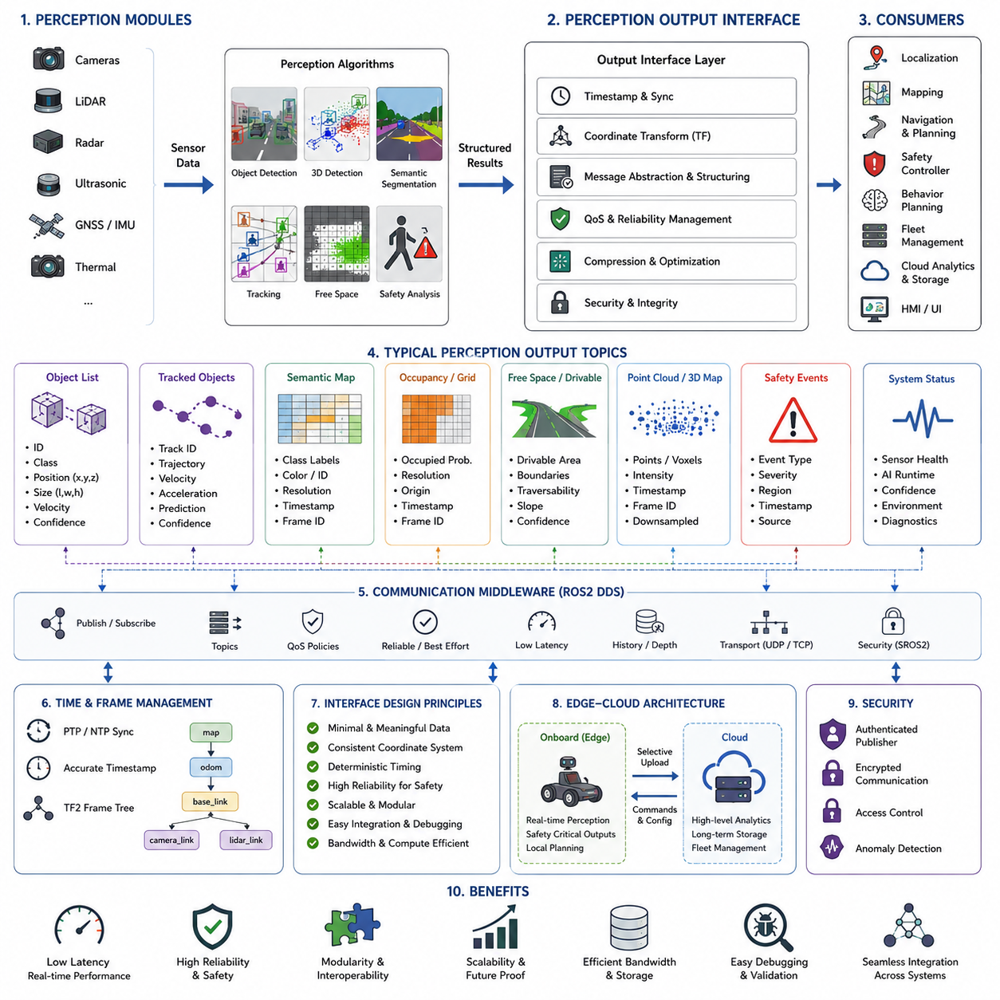 1. PERCEPTION MODULES
Cameras
LiDAR
Radar
Ultrasonic
GNSS / IMU
Thermal
...
Sensor
Data
Perception Algorithms
Object Detection
3D Detection
Semantic
Segmentation
Tracking
Free Space
Safety Analysis
Structured
Results
2. PERCEPTION OUTPUT INTERFACE
Output Interface Layer
Timestamp & Sync
Coordinate Transform (TF)
Message Abstraction & Structuring
QoS & Reliability Management
Compression & Optimization
Security & Integrity
3. CONSUMERS
Localization
Mapping
Navigation
& Planning
Safety
Controller
Behavior
Planning
Fleet
Management
Cloud Analytics
& Storage
HMI / UI
4. TYPICAL PERCEPTION OUTPUT TOPICS
Object List
• ID
• Class
• Position (x,y,z)
• Size (l,w,h)
• Velocity
• Confidence
Tracked Objects
• Track ID
• Trajectory
• Velocity
• Acceleration
• Prediction
• Confidence
Semantic Map
• Class Labels
• Color / ID
• Resolution
• Timestamp
• Frame ID
Occupancy / Grid
• Occupied Prob.
• Resolution
• Origin
• Timestamp
• Frame ID
Free Space / Drivable
• Drivable Area
• Boundaries
• Traversability
• Slope
• Confidence
Point Cloud / 3D Map
• Points / Voxels
• Intensity
• Timestamp
• Frame ID
• Downsampled
Safety Events
• Event Type
• Severity
• Region
• Timestamp
• Source
System Status
• Sensor Health
• AI Runtime
• Confidence
• Environment
• Diagnostics
5. COMMUNICATION MIDDLEWARE (ROS2 DDS)
Publish / Subscribe
Topics
QoS Policies
Reliable / Best Effort
Low Latency
History / Depth
Transport (UDP / TCP)
Security (SROS2)
6. TIME & FRAME MANAGEMENT
PTP / NTP Sync
Accurate Timestamp
TF2 Frame Tree
map
odom
base_link
camera_link
lidar_link
7. INTERFACE DESIGN PRINCIPLES
Minimal & Meaningful Data
Consistent Coordinate System
Deterministic Timing
High Reliability for Safety
Scalable & Modular
Easy Integration & Debugging
Bandwidth & Compute Efficient
8. EDGE–CLOUD ARCHITECTURE
Onboard (Edge)
Real-time Perception
Safety Critical Outputs
Local Planning
Selective
Upload
Commands
& Config
Cloud
High-level Analytics
Long-term Storage
Fleet Management
9. SECURITY
Authenticated
Publisher
Encrypted
Communication
Access Control
Anomaly Detection
10. BENEFITS
Low Latency
Real-time Performance
High Reliability
& Safety
Modularity &
Interoperability
Scalability &
Future Proof
Efficient Bandwidth
& Storage
Easy Debugging
& Validation
Seamless Integration
Across Systems